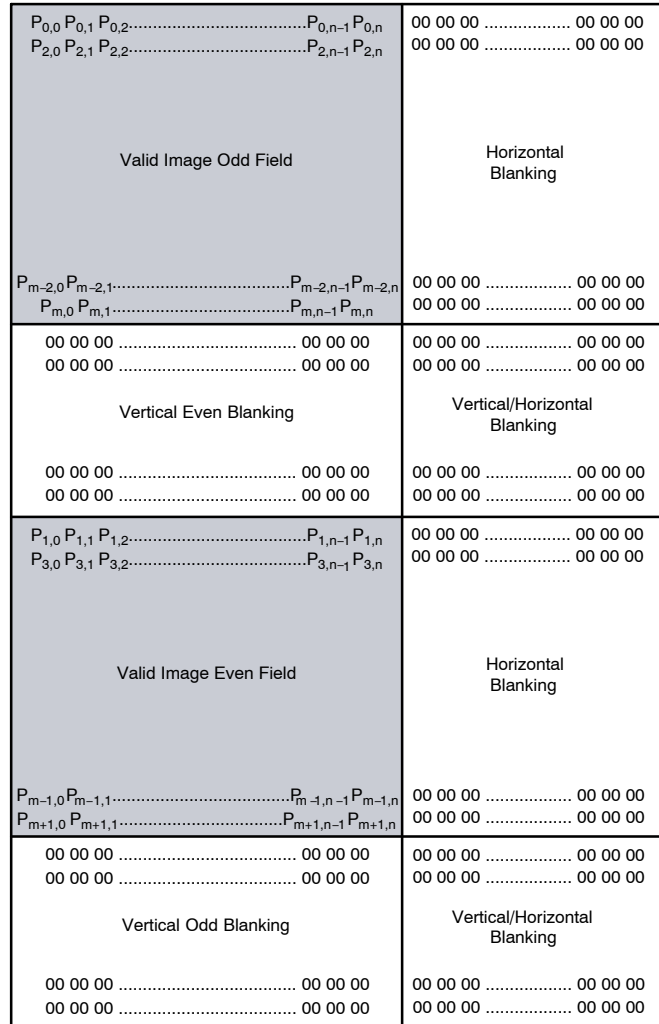 P0,0 P0,1 P0,2.....................................P0,n−1 P0,n 00 00 00 .................. 00 00 00
P2,0 P2,1 P2,2.....................................P2,n−1 P2,n 00 00 00 .................. 00 00 00
Valid Image Odd Field
Horizontal
Blanking
Pm−2,0 Pm−2,1.....................................Pm−2,n−1 Pm−2,n 00 00 00 .................. 00 00 00
Pm,0 Pm,1.....................................Pm,n−1 Pm,n 00 00 00 .................. 00 00 00
00 00 00 ..................................... 00 00 00 00 00 00 .................. 00 00 00
00 00 00 ..................................... 00 00 00 00 00 00 .................. 00 00 00
Vertical Even Blanking
Vertical/Horizontal
Blanking
00 00 00 ..................................... 00 00 00 00 00 00 .................. 00 00 00
00 00 00 ..................................... 00 00 00 00 00 00 .................. 00 00 00
P1,0 P1,1 P1,2.....................................P1,n−1 P1,n 00 00 00 .................. 00 00 00
P3,0 P3,1 P3,2.....................................P3,n−1 P3,n 00 00 00 .................. 00 00 00
Valid Image Even Field
Horizontal
Blanking
Pm−1,0 Pm−1,1.....................................Pm−1,n−1 Pm−1,n 00 00 00 .................. 00 00 00
Pm+1,0 Pm+1,1.....................................Pm+1,n−1 Pm+1,n 00 00 00 .................. 00 00 00
00 00 00 ..................................... 00 00 00 00 00 00 .................. 00 00 00
00 00 00 ..................................... 00 00 00 00 00 00 .................. 00 00 00
Vertical Odd Blanking
Vertical/Horizontal
Blanking
00 00 00 ..................................... 00 00 00 00 00 00 .................. 00 00 00
00 00 00 ..................................... 00 00 00 00 00 00 .................. 00 00 00